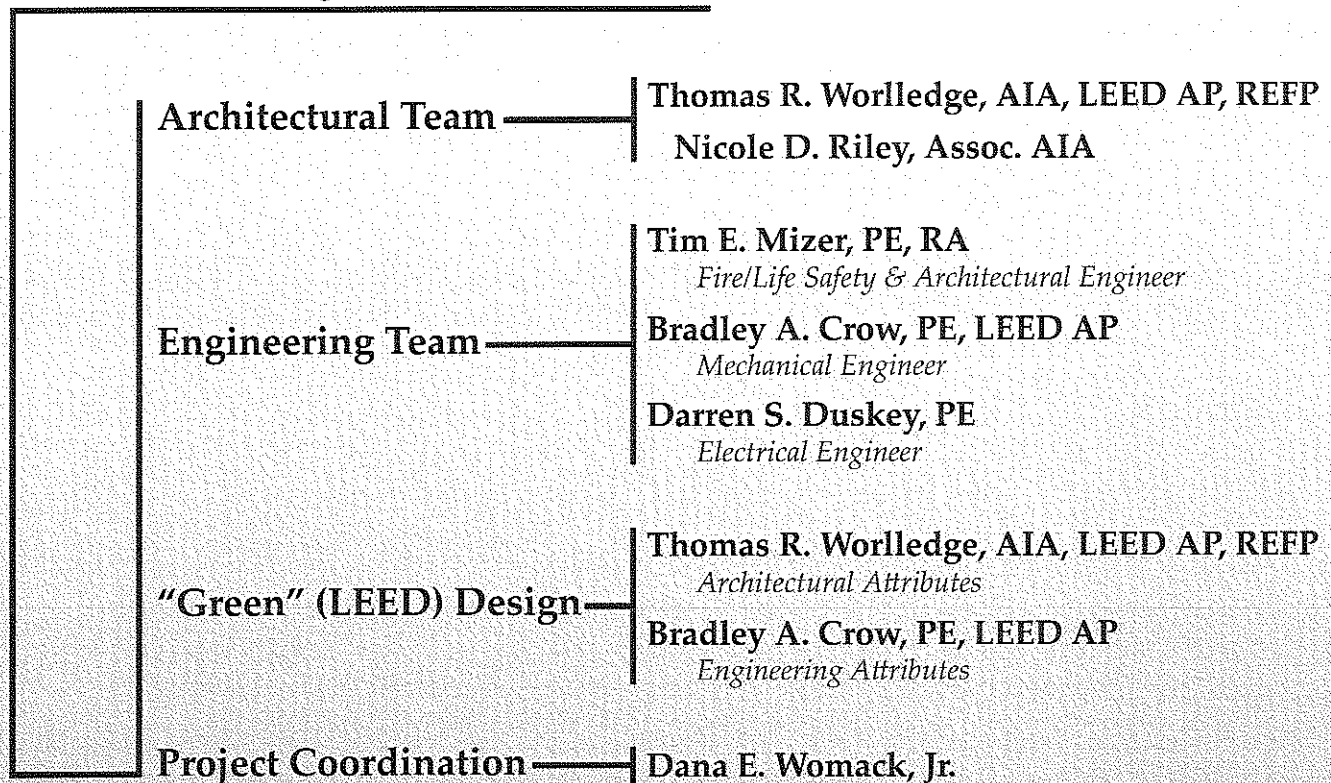 Architectural Team
Thomas R. Worlledge, AIA, LEED AP, REFP
Nicole D. Riley, Assoc. AIA
Engineering Team
Tim E. Mizer, PE, RA
Fire/Life Safety & Architectural Engineer
Bradley A. Crow, PE, LEED AP
Mechanical Engineer
Darren S. Duskey, PE
Electrical Engineer
"Green" (LEED) Design
Thomas R. Worlledge, AIA, LEED AP, REFP
Architectural Attributes
Bradley A. Crow, PE, LEED AP
Engineering Attributes
Project Coordination
Dana E. Womack, Jr.